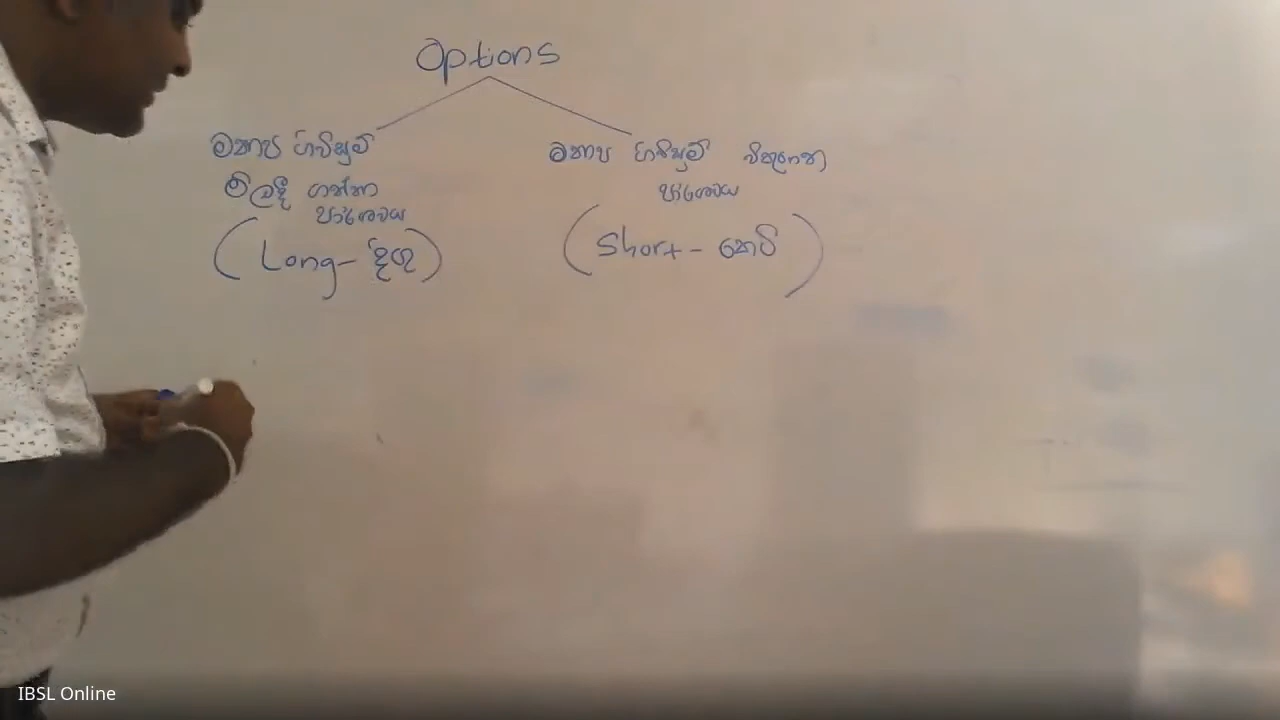 Options
මනාප ගිවිසුම්
මිලදී ගන්නා
පාර්ශවය
(Long - දිගු)
මනාප ගිවිසුම් විකුණන
පාර්ශවය
(Short - කෙටි)
IBSL Online